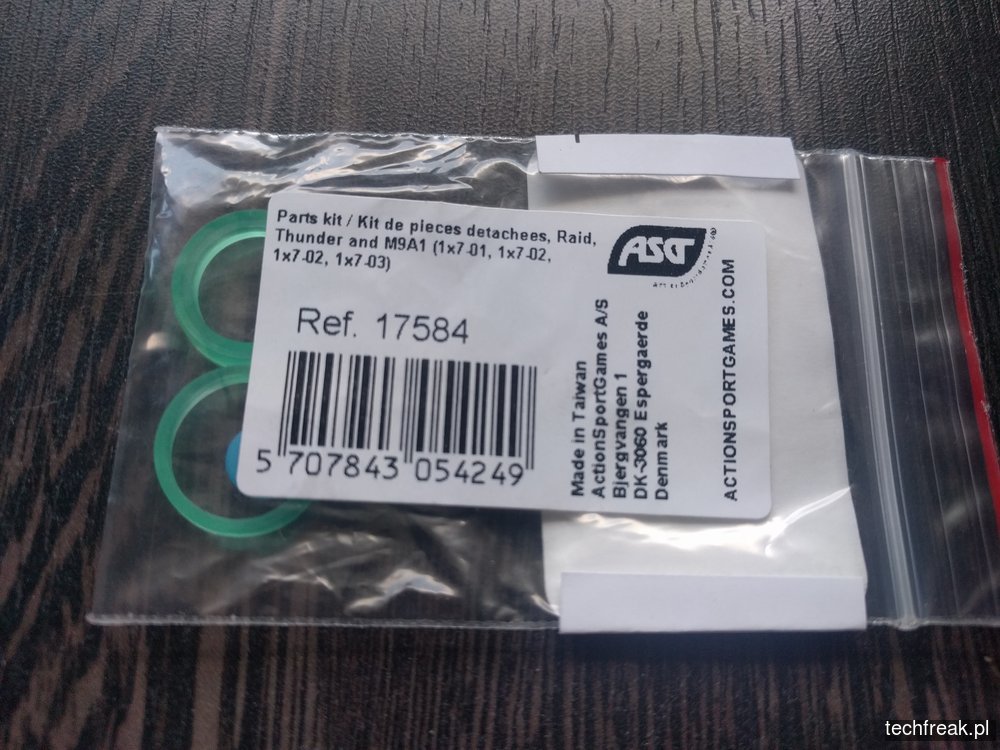 Parts kit / Kit de pieces detachees, Raid,
Thunder and M9A1 (1x7-01, 1x7-02,
1x7-02, 1x7-03)
ASG
Ref. 17584
5 707843 054249
Made in Taiwan
ActionSportGames A/S
Bjergvangen 1
DK-3060 Espergaerde
Denmark
ACTIONSPORTGAMES.COM
techfreak.pl